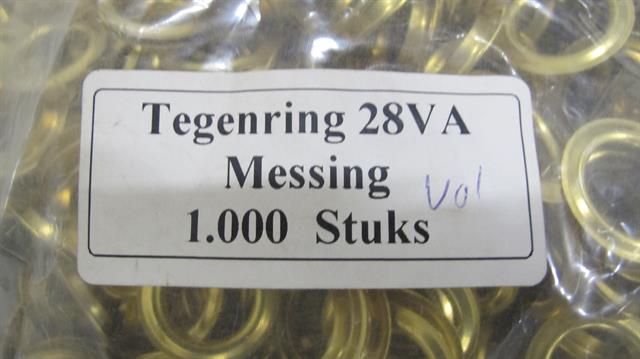 Tegenring 28VA
Messing
Vol
1.000 Stuks